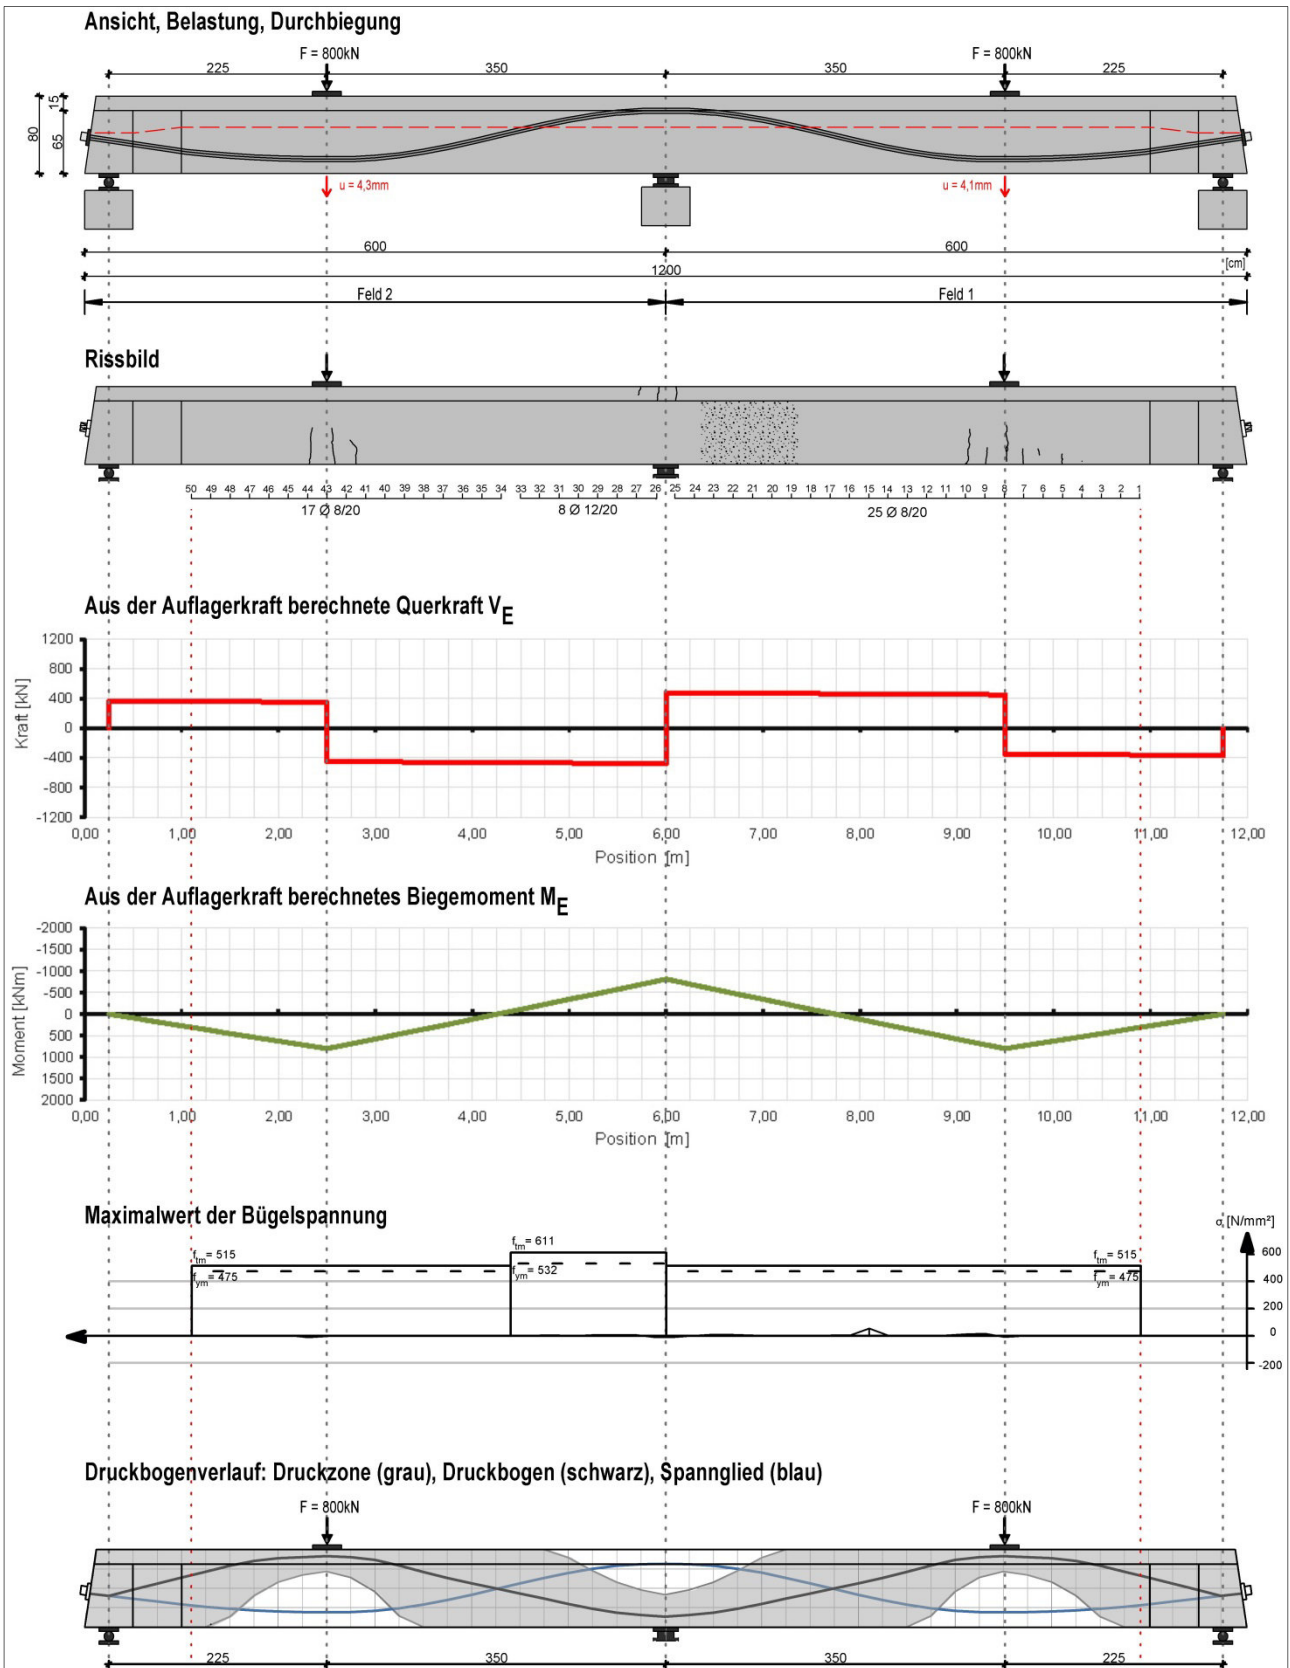 Ansicht, Belastung, Durchbiegung
F = 800kN
F = 800kN
225
350
350
225
15
80
65
u = 4,3mm
u = 4,1mm
600
600
[cm]
1200
Feld 2
Feld 1
Rissbild
50 49 48 47 46 45 44 43 42 41 40 39 38 37 36 35 34 33 32 31 30 29 28 27 26 25 24 23 22 21 20 19 18 17 16 15 14 13 12 11 10 9 8 7 6 5 4 3 2 1
17 Ø 8/20
8 Ø 12/20
25 Ø 8/20
Aus der Auflagerkraft berechnete Querkraft VE
Kraft [kN]
1200
800
400
0
-400
-800
-1200
0,00 1,00 2,00 3,00 4,00 5,00 6,00 7,00 8,00 9,00 10,00 11,00 12,00
Position [m]
Aus der Auflagerkraft berechnetes Biegemoment ME
Moment [kNm]
-2000
-1500
-1000
-500
0
500
1000
1500
2000
0,00 1,00 2,00 3,00 4,00 5,00 6,00 7,00 8,00 9,00 10,00 11,00 12,00
Position [m]
Maximalwert der Bügelspannung
σ [N/mm²]
ftm= 515
fym= 475
ftm= 611
fym= 532
ftm= 515
fym= 475
600
400
200
0
-200
Druckbogenverlauf: Druckzone (grau), Druckbogen (schwarz), Spannglied (blau)
F = 800kN
F = 800kN
225
350
350
225